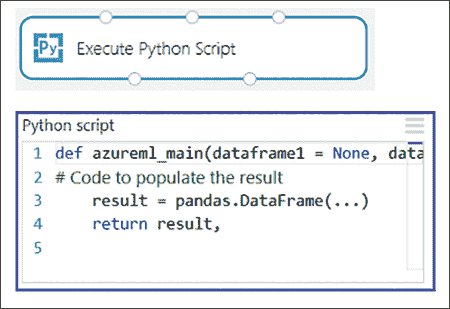 Py Execute Python Script
Python script
1 def azureml_main(dataframe1 = None, data
2 # Code to populate the result
3 result = pandas.DataFrame(...)
4 return result,
5